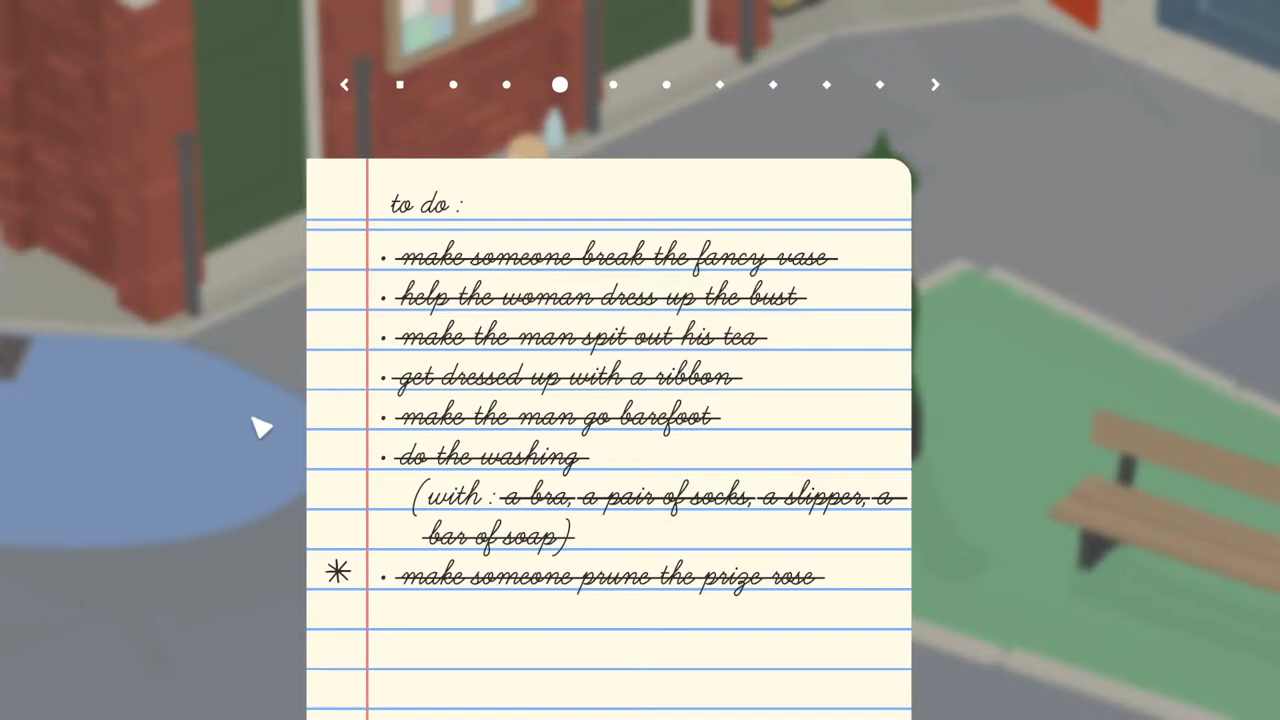 to do :
• make someone break the fancy vase
• help the woman dress up the bust
• make the man spit out his tea
• get dressed up with a ribbon
• make the man go barefoot
• do the washing
(with : a bra, a pair of socks, a slipper, a
bar of soap)
• make someone prune the prize rose